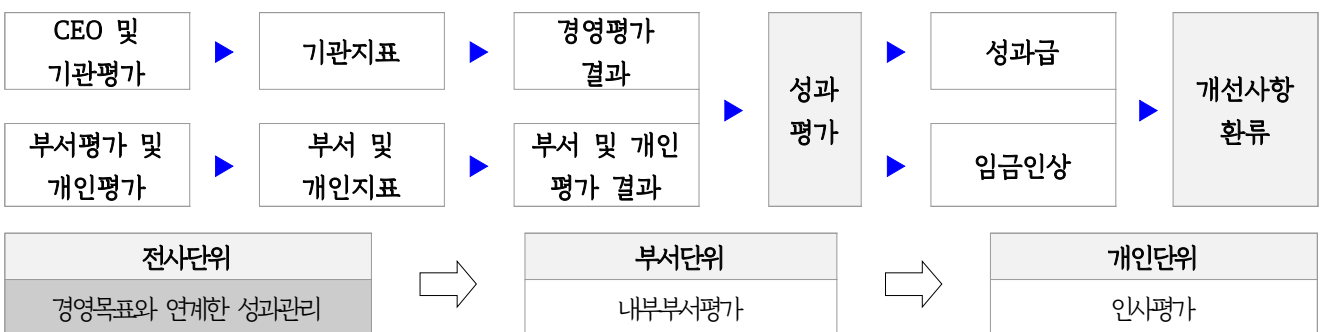 CEO 및
기관평가
기관지표
경영평가
결과
성과
평가
성과급
개선사항
환류
부서평가 및
개인평가
부서 및
개인지표
부서 및 개인
평가 결과
임금인상
전사단위
경영목표와 연계한 성과관리
부서단위
내부부서평가
개인단위
인사평가